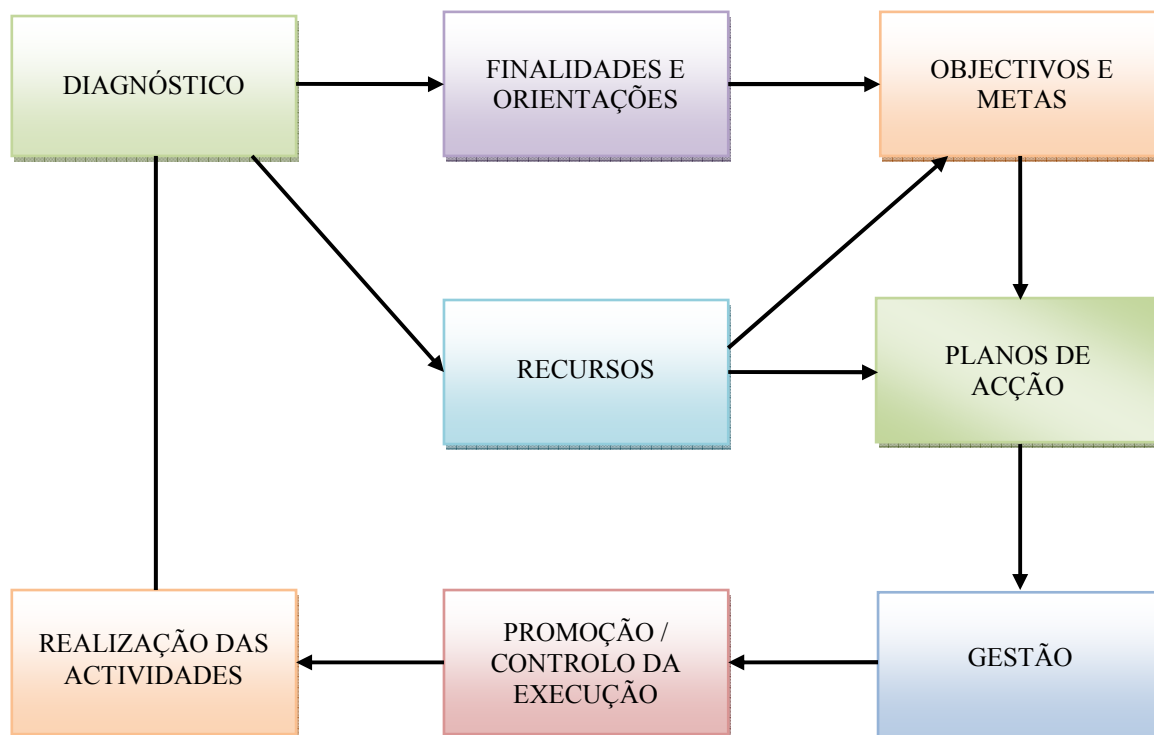 DIAGNÓSTICO
FINALIDADES E
ORIENTAÇÕES
OBJECTIVOS E
METAS
RECURSOS
PLANOS DE
ACÇÃO
REALIZAÇÃO DAS
ACTIVIDADES
PROMOÇÃO /
CONTROLO DA
EXECUÇÃO
GESTÃO